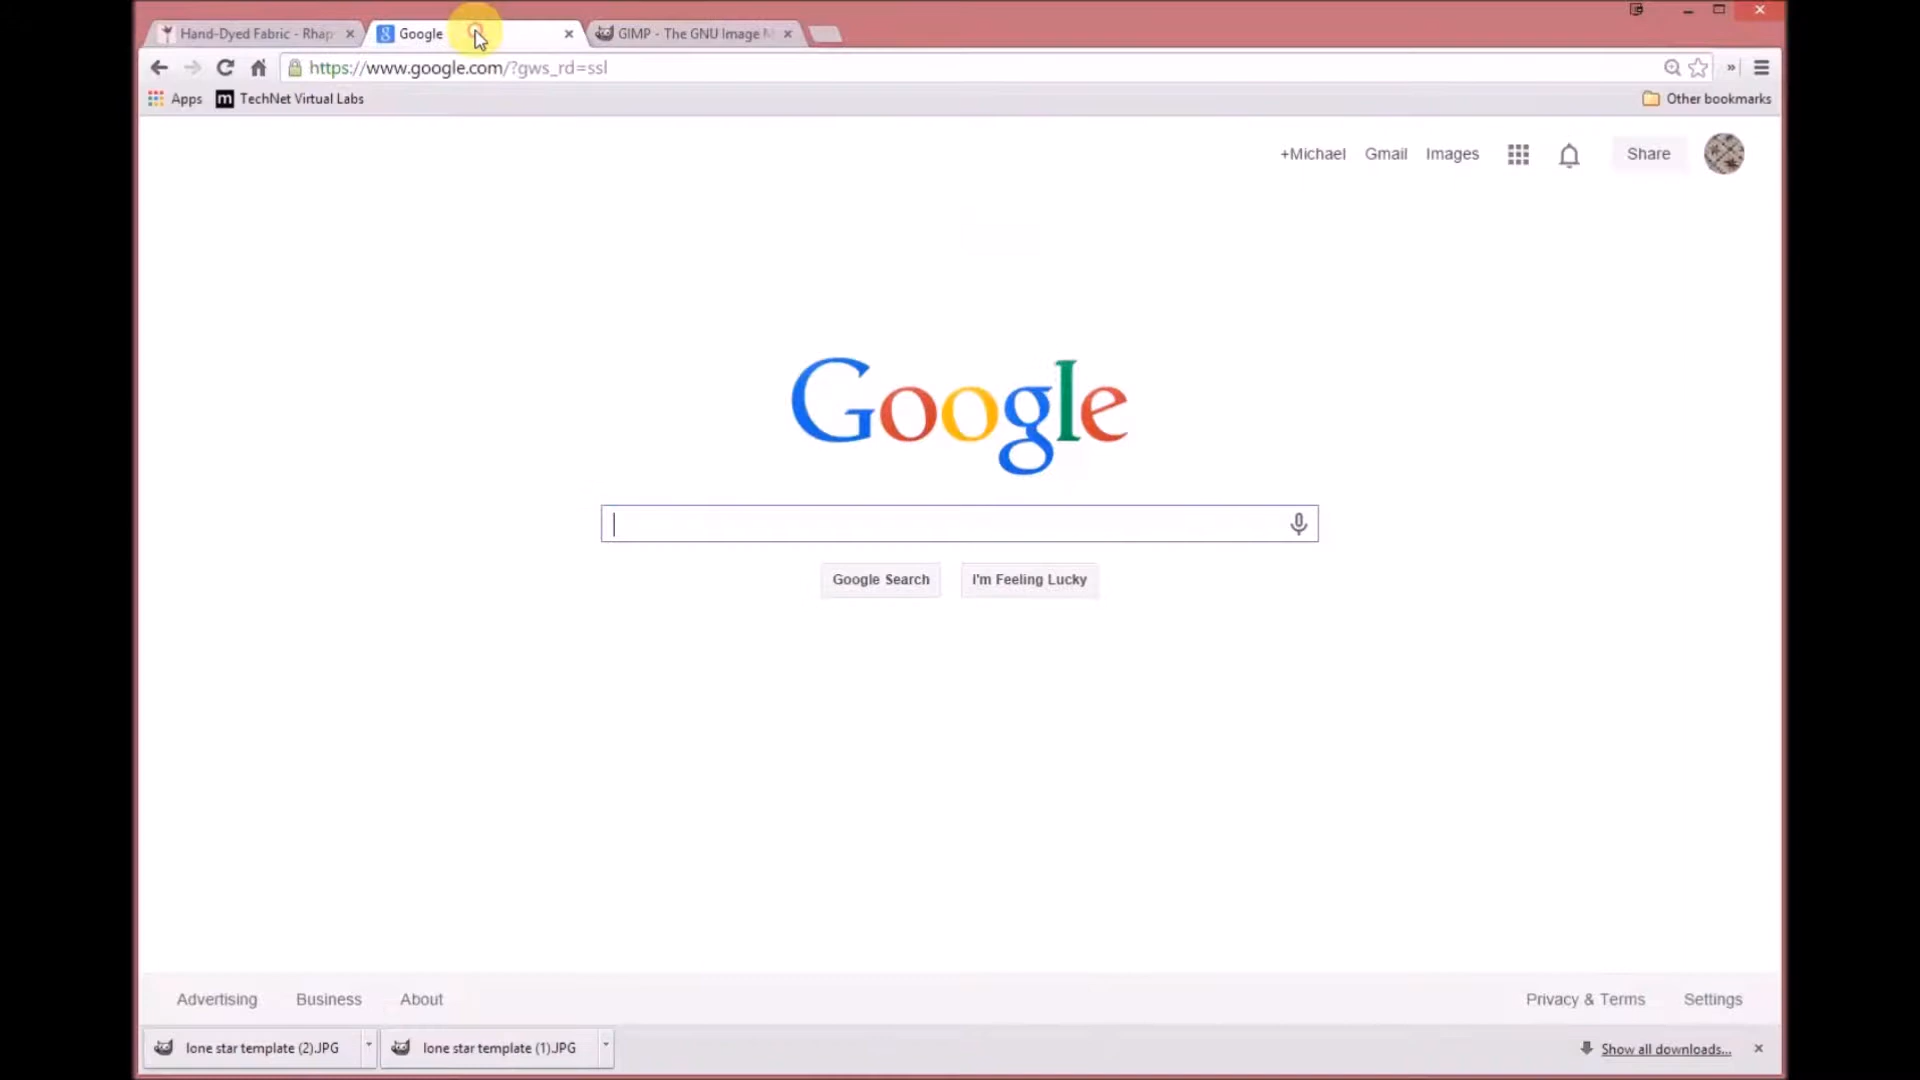 Hand-Dyed Fabric - Rhap
Google
GIMP - The GNU Image M
https://www.google.com/?gws_rd=ssl
Apps
TechNet Virtual Labs
Other bookmarks
+Michael
Gmail
Images
Share
Google
Google Search
I'm Feeling Lucky
Advertising
Business
About
Privacy & Terms
Settings
lone star template (2).JPG
lone star template (1).JPG
Show all downloads...